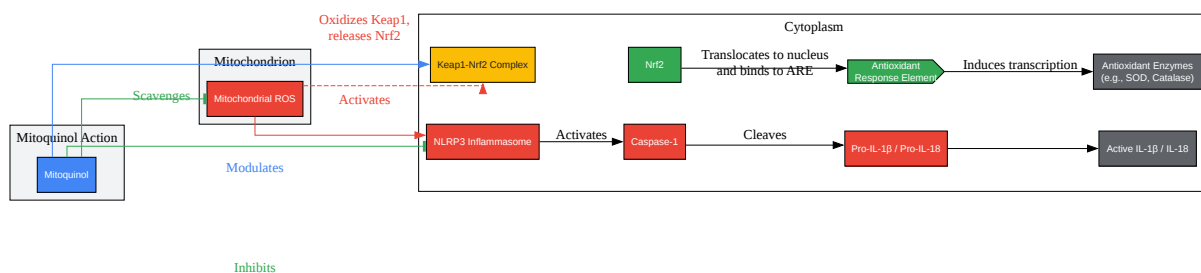 Oxidizes Keap1,
releases Nrf2
Cytoplasm
Mitochondrion
Keap1-Nrf2 Complex
Nrf2
Translocates to nucleus
and binds to ARE
Antioxidant
Response Element
Induces transcription
Antioxidant Enzymes
(e.g., SOD, Catalase)
Scavenges
Mitochondrial ROS
Activates
Mitoquinol Action
Mitoquinol
NLRP3 Inflammasome
Activates
Caspase-1
Cleaves
Pro-IL-1β / Pro-IL-18
Active IL-1β / IL-18
Modulates
Inhibits